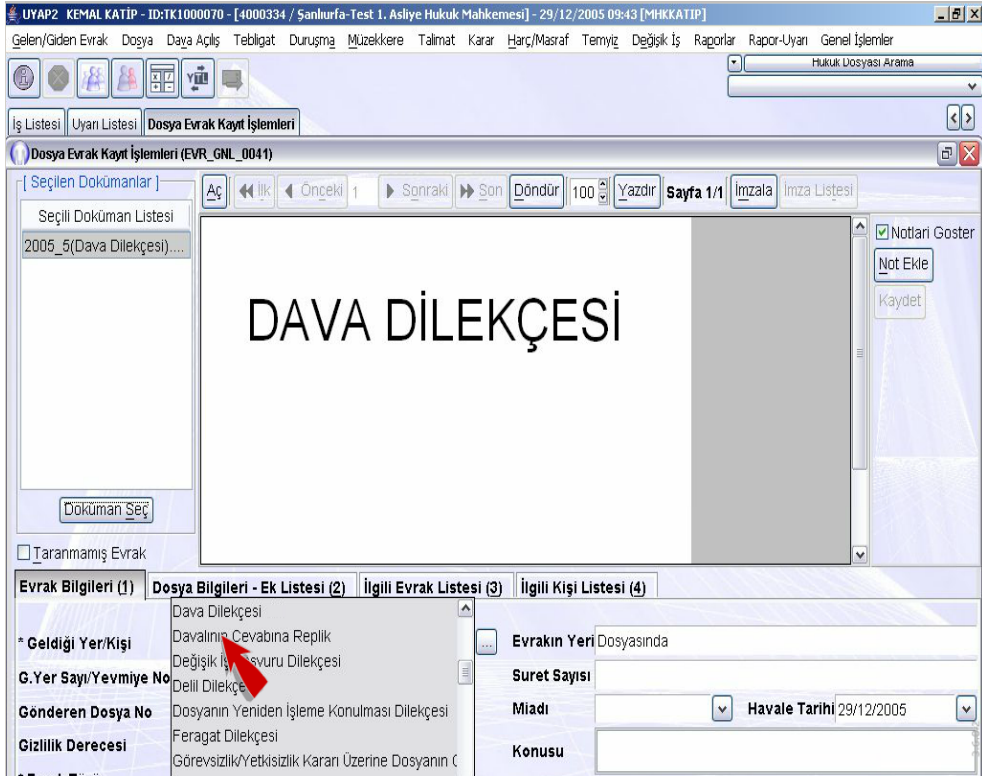 UYAP2 KEMAL KATİP - ID:TK1000070 - [4000334 / Şanlıurfa-Test 1. Asliye Hukuk Mahkemesi] - 29/12/2005 09:43 [MHKKATIP]
Gelen/Giden Evrak Dosya Dava Açılış Tebligat Duruşma Müzekkere Talimat Karar Harç/Masraf Temyiz Değişik İş Raporlar Rapor-Uyarı Genel İşlemler
Hukuk Dosyası Arama
İş Listesi Uyarı Listesi Dosya Evrak Kayıt İşlemleri
Dosya Evrak Kayıt İşlemleri (EVR_GNL_0041)
[ Seçilen Dokümanlar ]
Aç İlk Önceki 1 Sonraki Son Döndür 100 Yazdır Sayfa 1/1 İmzala İmza Listesi
Seçili Doküman Listesi
2005_5(Dava Dilekçesi)....
DAVA DİLEKÇESİ
Notlari Goster
Not Ekle
Kaydet
Doküman Seç
Taranmamış Evrak
Evrak Bilgileri (1) Dosya Bilgileri - Ek Listesi (2) İlgili Evrak Listesi (3) İlgili Kişi Listesi (4)
Dava Dilekçesi
* Geldiği Yer/Kişi Davalının Cevabına Replik ... Evrakın Yeri Dosyasında
Değişik İş
G.Yer Sayı/Yevmiye No Delil Suret Sayısı
Gönderen Dosya No Dosyanın Yeniden İşleme Konulması Dilekçesi Miadı Havale Tarihi 29/12/2005
Feragat Dilekçesi
Gizlilik Derecesi Görevsizlik/Yetkisizlik Kararı Üzerine Dosyanın Konusu